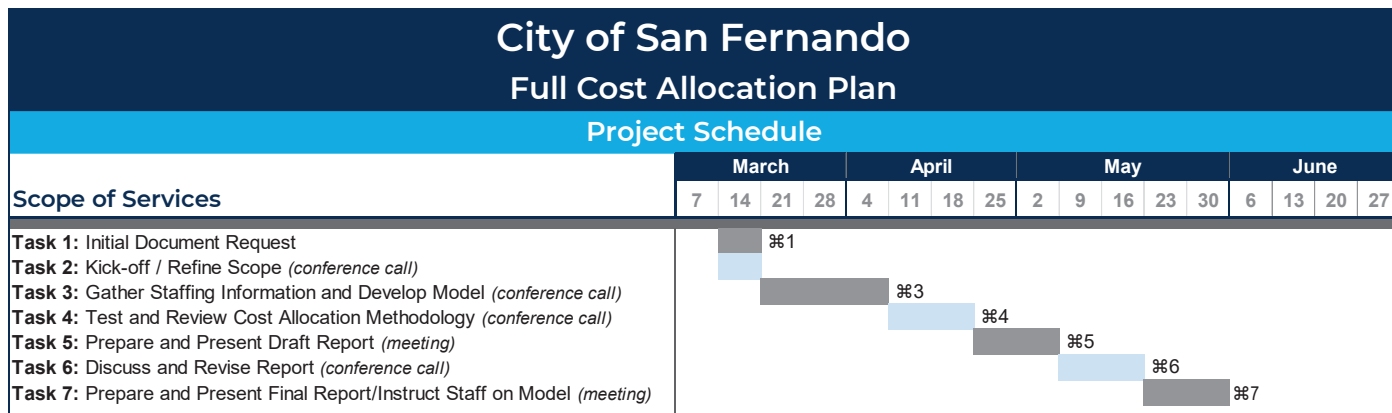 City of San Fernando
Full Cost Allocation Plan
Project Schedule
March April May June
Scope of Services 7 14 21 28 4 11 18 25 2 9 16 23 30 6 13 20 27
Task 1: Initial Document Request ⌘1
Task 2: Kick-off / Refine Scope (conference call)
Task 3: Gather Staffing Information and Develop Model (conference call) ⌘3
Task 4: Test and Review Cost Allocation Methodology (conference call) ⌘4
Task 5: Prepare and Present Draft Report (meeting) ⌘5
Task 6: Discuss and Revise Report (conference call) ⌘6
Task 7: Prepare and Present Final Report/Instruct Staff on Model (meeting) ⌘7